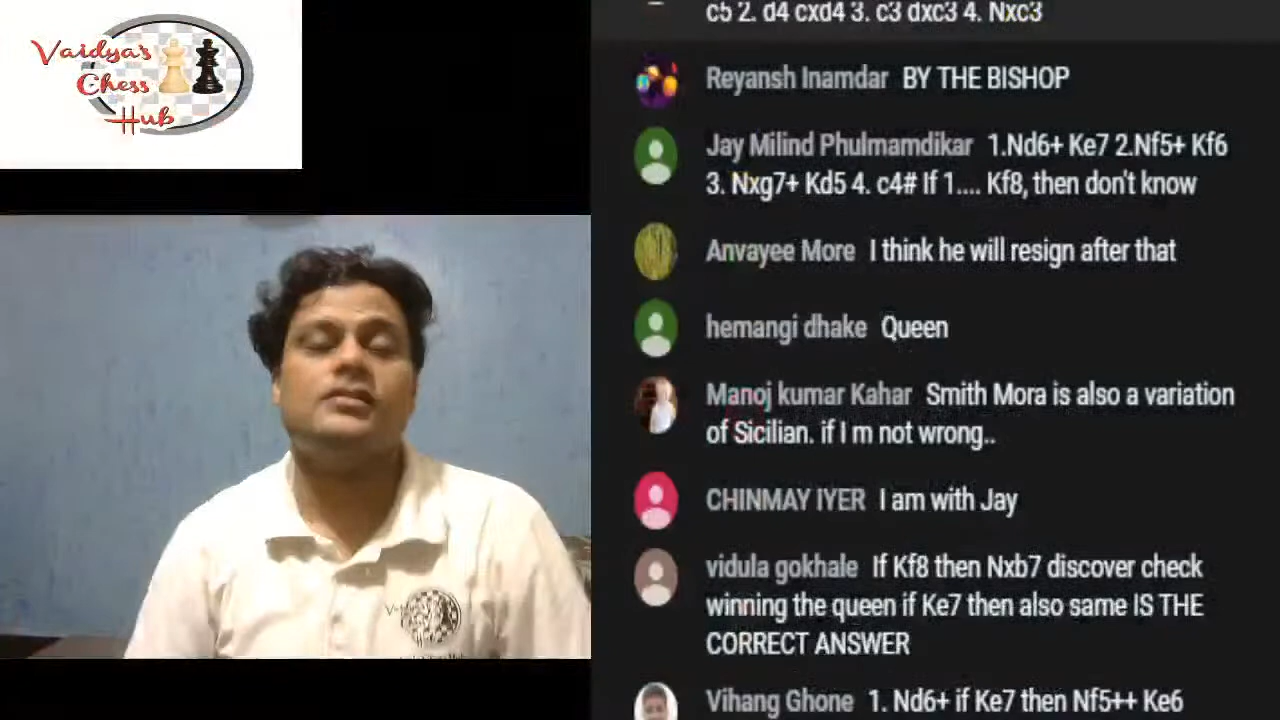 Vaidya's
Chess
Hub
c5 2. d4 cxd4 3. c3 dxc3 4. Nxc3
Reyansh Inamdar BY THE BISHOP
Jay Milind Phulmamdikar 1.Nd6+ Ke7 2.Nf5+ Kf6
3. Nxg7+ Kd5 4. c4# If 1.... Kf8, then don't know
Anvayee More I think he will resign after that
hemangi dhake Queen
Manoj kumar Kahar Smith Mora is also a variation
of Sicilian. if I m not wrong..
CHINMAY IYER I am with Jay
vidula gokhale If Kf8 then Nxb7 discover check
winning the queen if Ke7 then also same IS THE
CORRECT ANSWER
Vihang Ghone 1. Nd6+ if Ke7 then Nf5++ Ke6